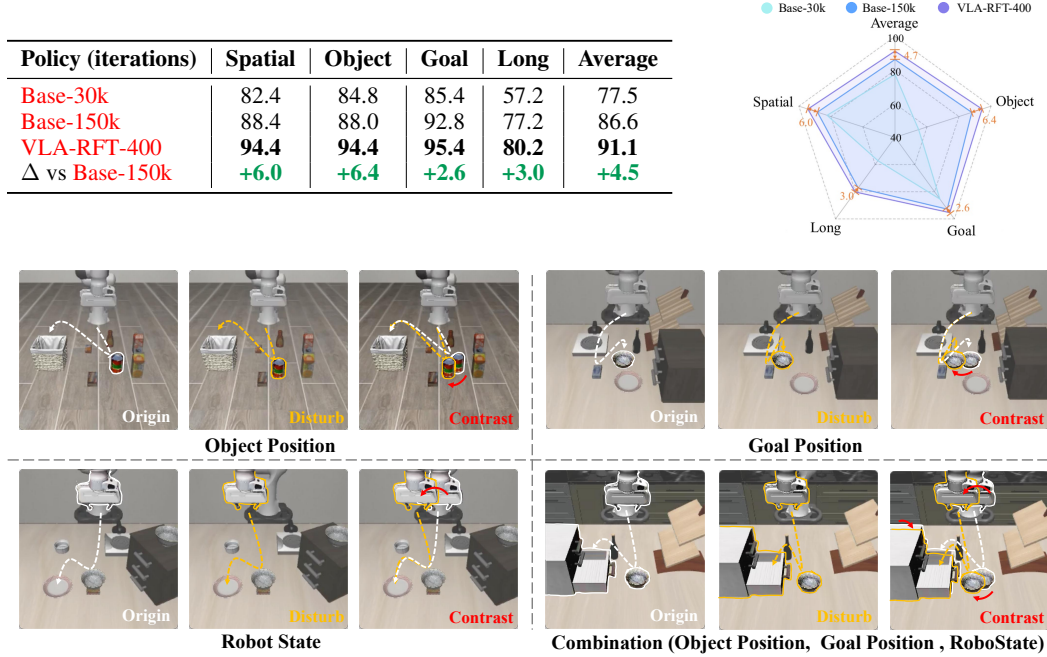 Policy (iterations) Spatial Object Goal Long Average
Base-30k 82.4 84.8 85.4 57.2 77.5
Base-150k 88.4 88.0 92.8 77.2 86.6
VLA-RFT-400 94.4 94.4 95.4 80.2 91.1
Δ vs Base-150k +6.0 +6.4 +2.6 +3.0 +4.5
Base-30k Base-150k VLA-RFT-400
Average
100
4.7
80
Spatial
Object
6.0
6.4
60
40
3.0
2.6
Long
Goal
Origin Disturb Contrast
Object Position
Origin Disturb Contrast
Goal Position
Origin Disturb Contrast
Robot State
Origin Disturb Contrast
Combination (Object Position, Goal Position , RoboState)